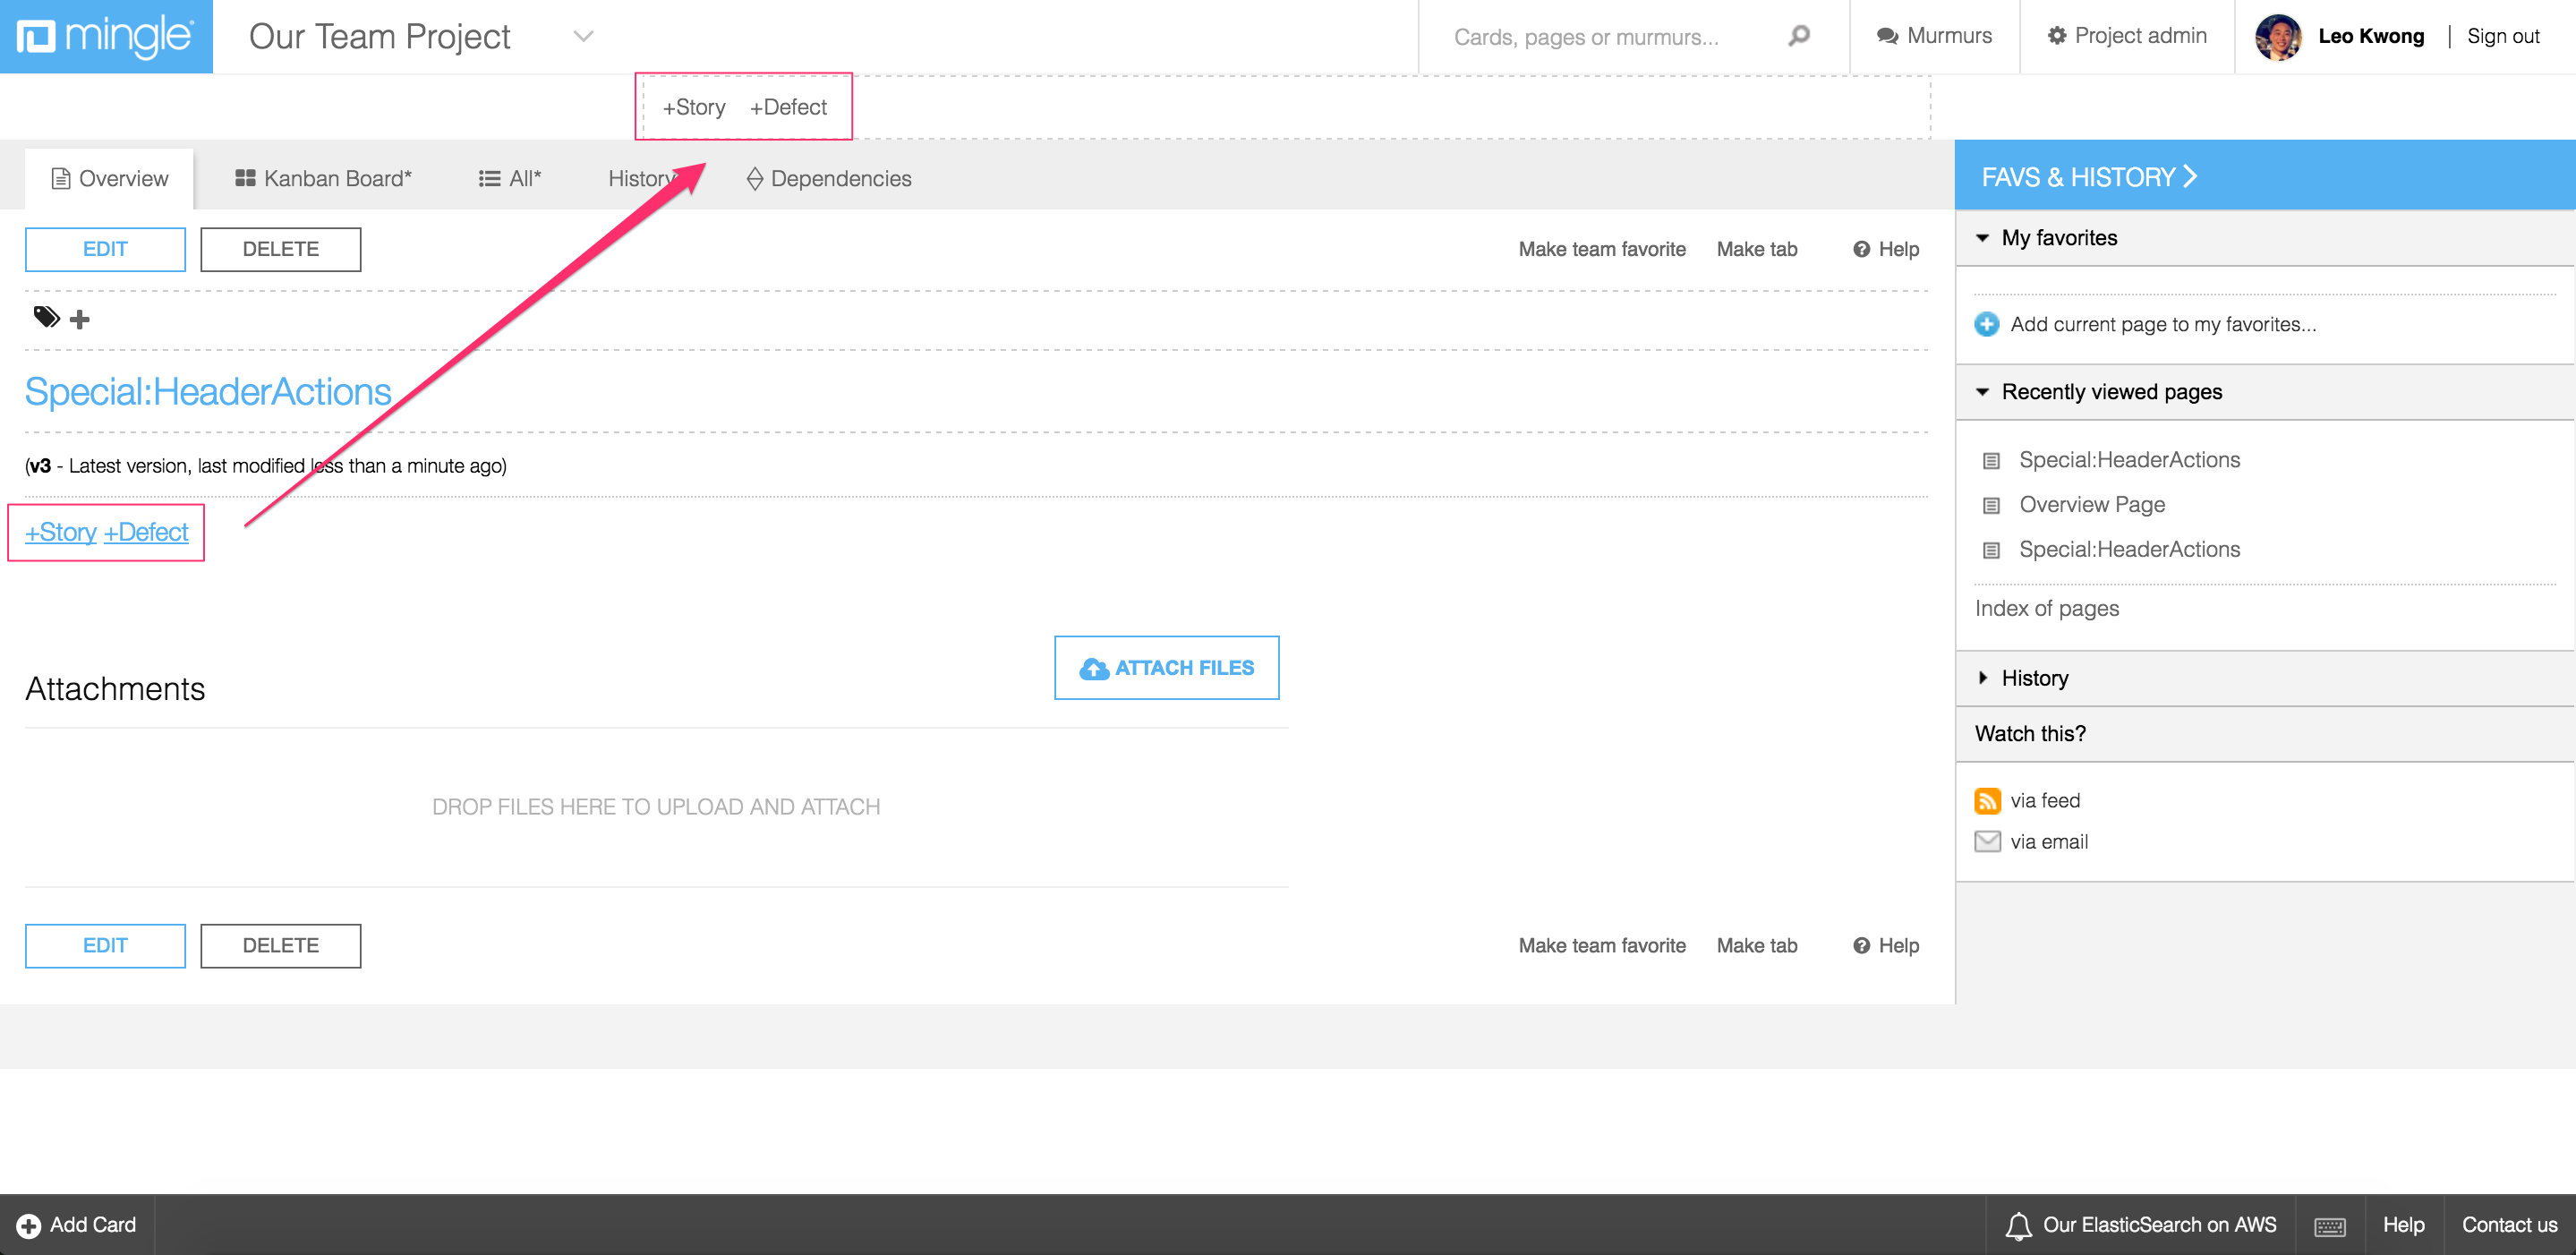 mingle
Our Team Project
Cards, pages or murmurs...
Murmurs
Project admin
Leo Kwong | Sign out
+Story +Defect
Overview
Kanban Board*
All*
History
Dependencies
FAVS & HISTORY
EDIT
DELETE
Make team favorite
Make tab
Help
My favorites
Add current page to my favorites...
Special:HeaderActions
Recently viewed pages
(v3 - Latest version, last modified less than a minute ago)
Special:HeaderActions
Overview Page
Special:HeaderActions
+Story +Defect
Index of pages
Attachments
ATTACH FILES
History
Watch this?
DROP FILES HERE TO UPLOAD AND ATTACH
via feed
via email
EDIT
DELETE
Make team favorite
Make tab
Help
Add Card
Our ElasticSearch on AWS
Help
Contact us